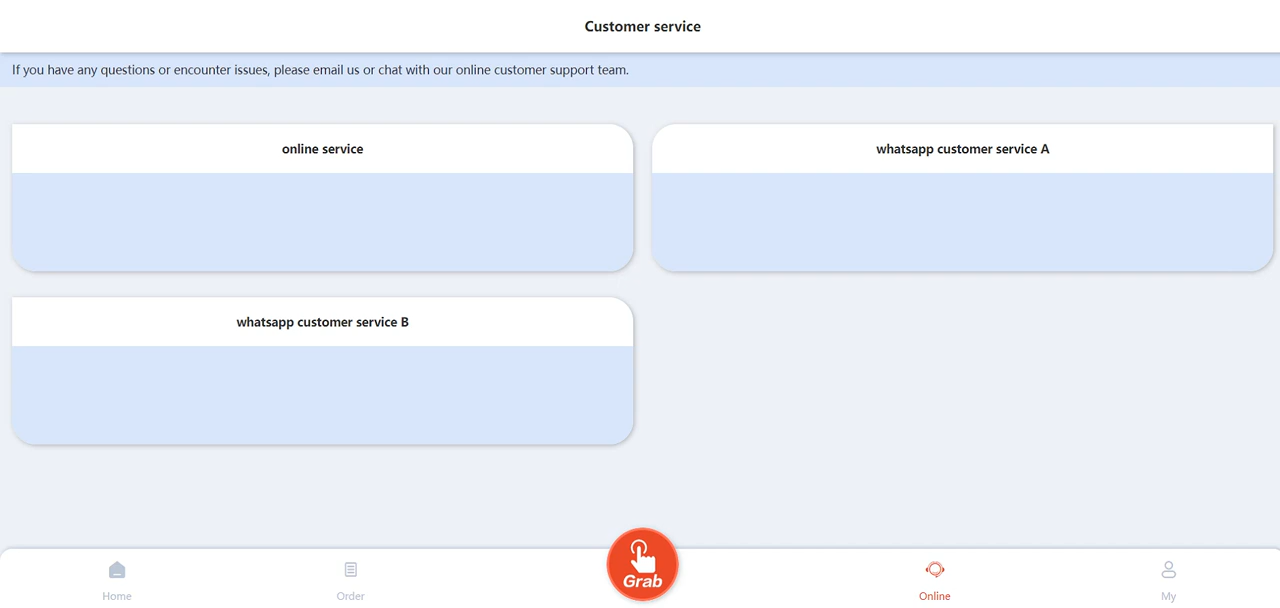 Customer service
If you have any questions or encounter issues, please email us or chat with our online customer support team.
online service
whatsapp customer service A
whatsapp customer service B
Grab
Home
Order
Online
My